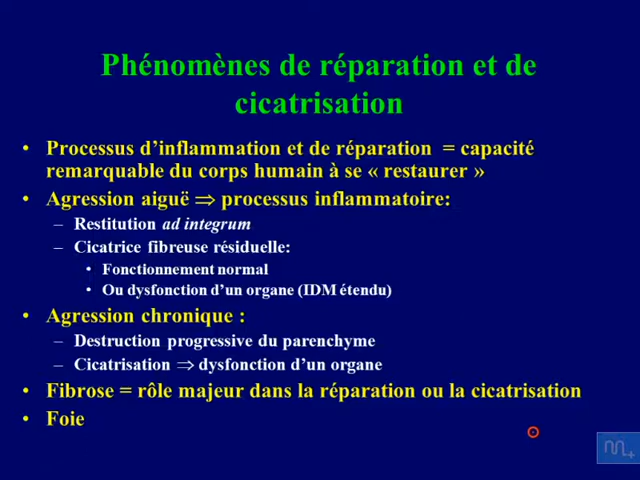 Phénomènes de réparation et de
cicatrisation
• Processus d’inflammation et de réparation = capacité
remarquable du corps humain à se « restaurer »
• Agression aiguë ⇒ processus inflammatoire:
– Restitution ad integrum
– Cicatrice fibreuse résiduelle:
• Fonctionnement normal
• Ou dysfonction d’un organe (IDM étendu)
• Agression chronique :
– Destruction progressive du parenchyme
– Cicatrisation ⇒ dysfonction d’un organe
• Fibrose = rôle majeur dans la réparation ou la cicatrisation
• Foie